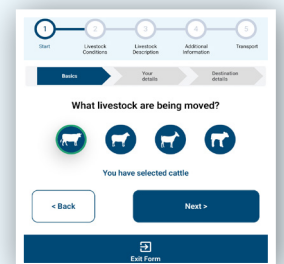 1 2 3 4 5
Start Livestock Conditions Livestock Description Additional Information Transport
Basics Your details Destination details
What livestock are being moved?
You have selected cattle
< Back Next >
Exit Form